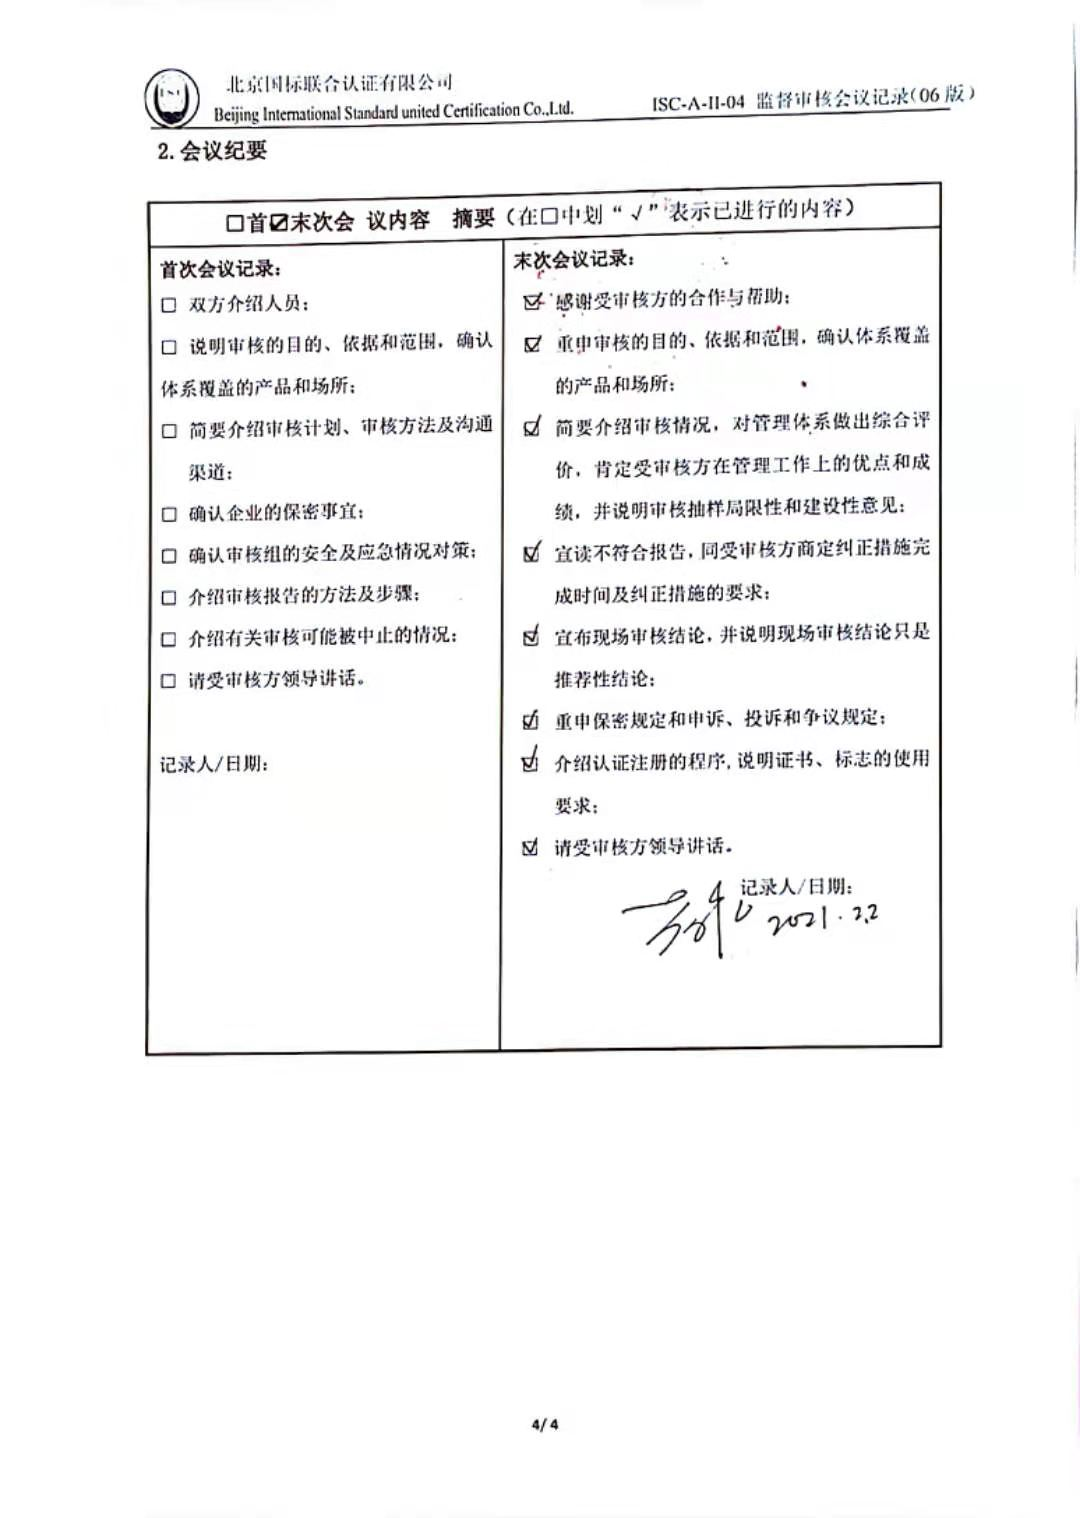 北京国标联合认证有限公司
Beijing International Standard united Certification Co.,Ltd.
ISC-A-II-04 监督审核会议记录(06 版)
2.会议纪要
□首☑末次会 议内容 摘要（在□中划“√”表示已进行的内容）
首次会议记录：
□ 双方介绍人员；
□ 说明审核的目的、依据和范围，确认
体系覆盖的产品和场所；
□ 简要介绍审核计划、审核方法及沟通
渠道；
□ 确认企业的保密事宜；
□ 确认审核组的安全及应急情况对策；
□ 介绍审核报告的方法及步骤；
□ 介绍有关审核可能被中止的情况；
□ 请受审核方领导讲话。
记录人/日期：
末次会议记录：
☑ 感谢受审核方的合作与帮助；
☑ 重申审核的目的、依据和范围，确认体系覆盖
的产品和场所；
☑ 简要介绍审核情况，对管理体系做出综合评
价，肯定受审核方在管理工作上的优点和成
绩，并说明审核抽样局限性和建设性意见；
☑ 宣读不符合报告，同受审核方商定纠正措施完
成时间及纠正措施的要求；
☑ 宣布现场审核结论，并说明现场审核结论只是
推荐性结论；
☑ 重申保密规定和申诉、投诉和争议规定；
☑ 介绍认证注册的程序,说明证书、标志的使用
要求；
☑ 请受审核方领导讲话。
记录人/日期：
2021.2.2
4/ 4